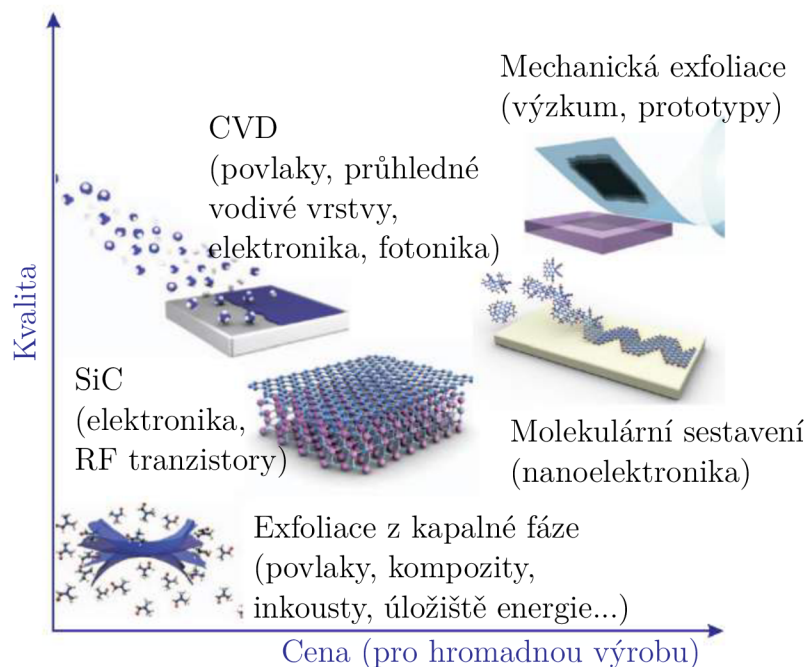 Mechanická exfoliace
(výzkum, prototypy)
CVD
(povlaky, průhledné
vodivé vrstvy,
elektronika, fotonika)
Kvalita
SiC
(elektronika,
RF tranzistory)
Molekulární sestavení
(nanoelektronika)
Exfoliace z kapalné fáze
(povlaky, kompozity,
inkousty, úložiště energie...)
Cena (pro hromadnou výrobu)